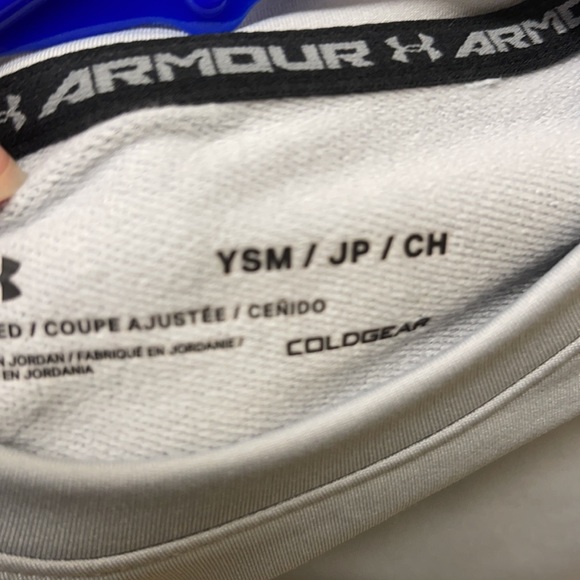 ARMOUR ARMO
YSM / JP / CH
ED / COUPE AJUSTÉE / CEÑIDO
N JORDAN / FABRIQUÉ EN JORDANIE /
EN JORDANIA
COLDGEAR